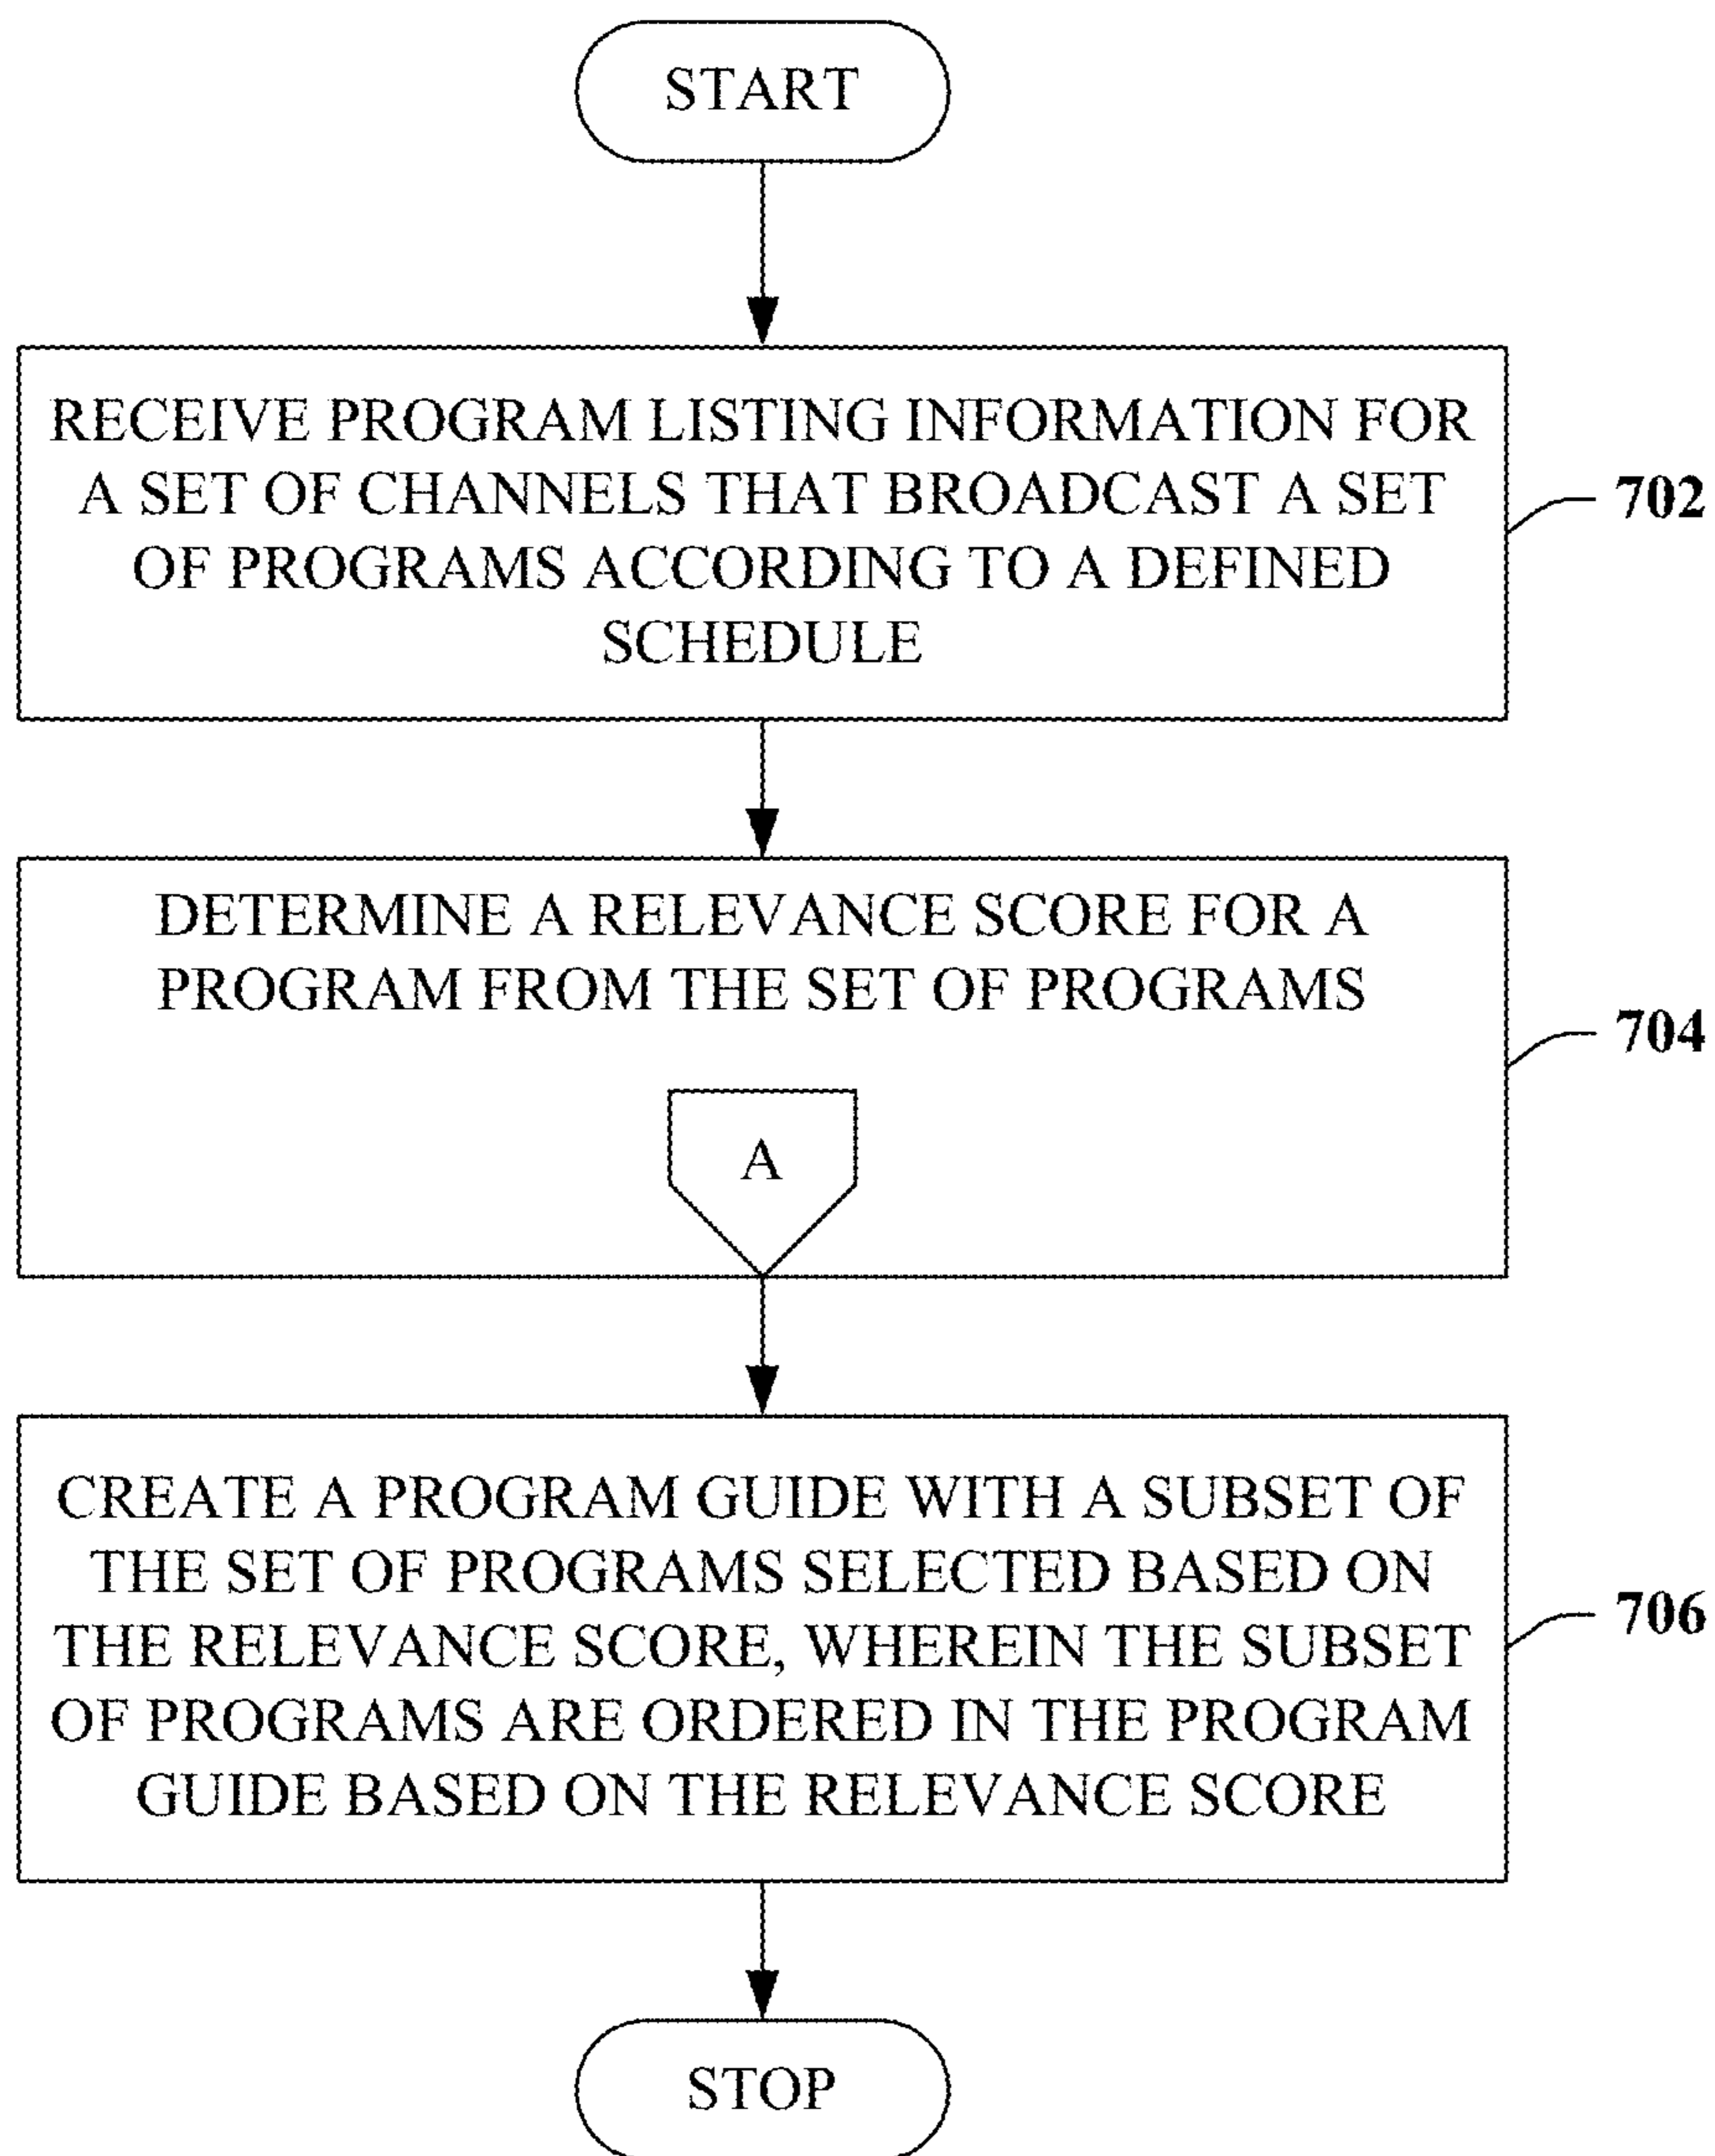 START
RECEIVE PROGRAM LISTING INFORMATION FOR
A SET OF CHANNELS THAT BROADCAST A SET
OF PROGRAMS ACCORDING TO A DEFINED
SCHEDULE
702
DETERMINE A RELEVANCE SCORE FOR A
PROGRAM FROM THE SET OF PROGRAMS
704
A
CREATE A PROGRAM GUIDE WITH A SUBSET OF
THE SET OF PROGRAMS SELECTED BASED ON
THE RELEVANCE SCORE, WHEREIN THE SUBSET
OF PROGRAMS ARE ORDERED IN THE PROGRAM
GUIDE BASED ON THE RELEVANCE SCORE
706
STOP